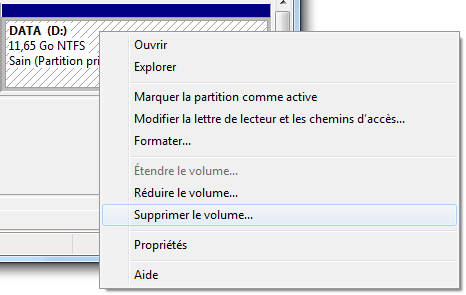 DATA (D:)
11,65 Go NTFS
Sain (Partition pri
Ouvrir
Explorer
Marquer la partition comme active
Modifier la lettre de lecteur et les chemins d'accès...
Formater...
Étendre le volume...
Réduire le volume...
Supprimer le volume...
Propriétés
Aide